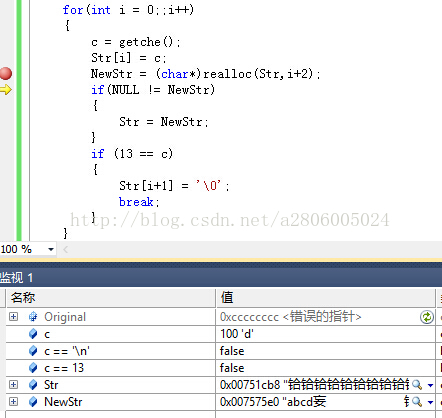 for(int i = 0;;i++)
{
c = getche();
Str[i] = c;
NewStr = (char*)realloc(Str,i+2);
if(NULL != NewStr)
{
Str = NewStr;
}
if (13 == c)
{
Str[i+1] = '\0';
break;
}
}
http://blog.csdn.net/a2806005024
100 %
监视 1
名称 值
Original 0xcccccccc <错误的指针>
c 100 'd'
c == '\n' false
c == 13 false
Str 0x00751cb8 "铪铪铪铪铪铪铪铪铪
NewStr 0x007575e0 "abcd妄